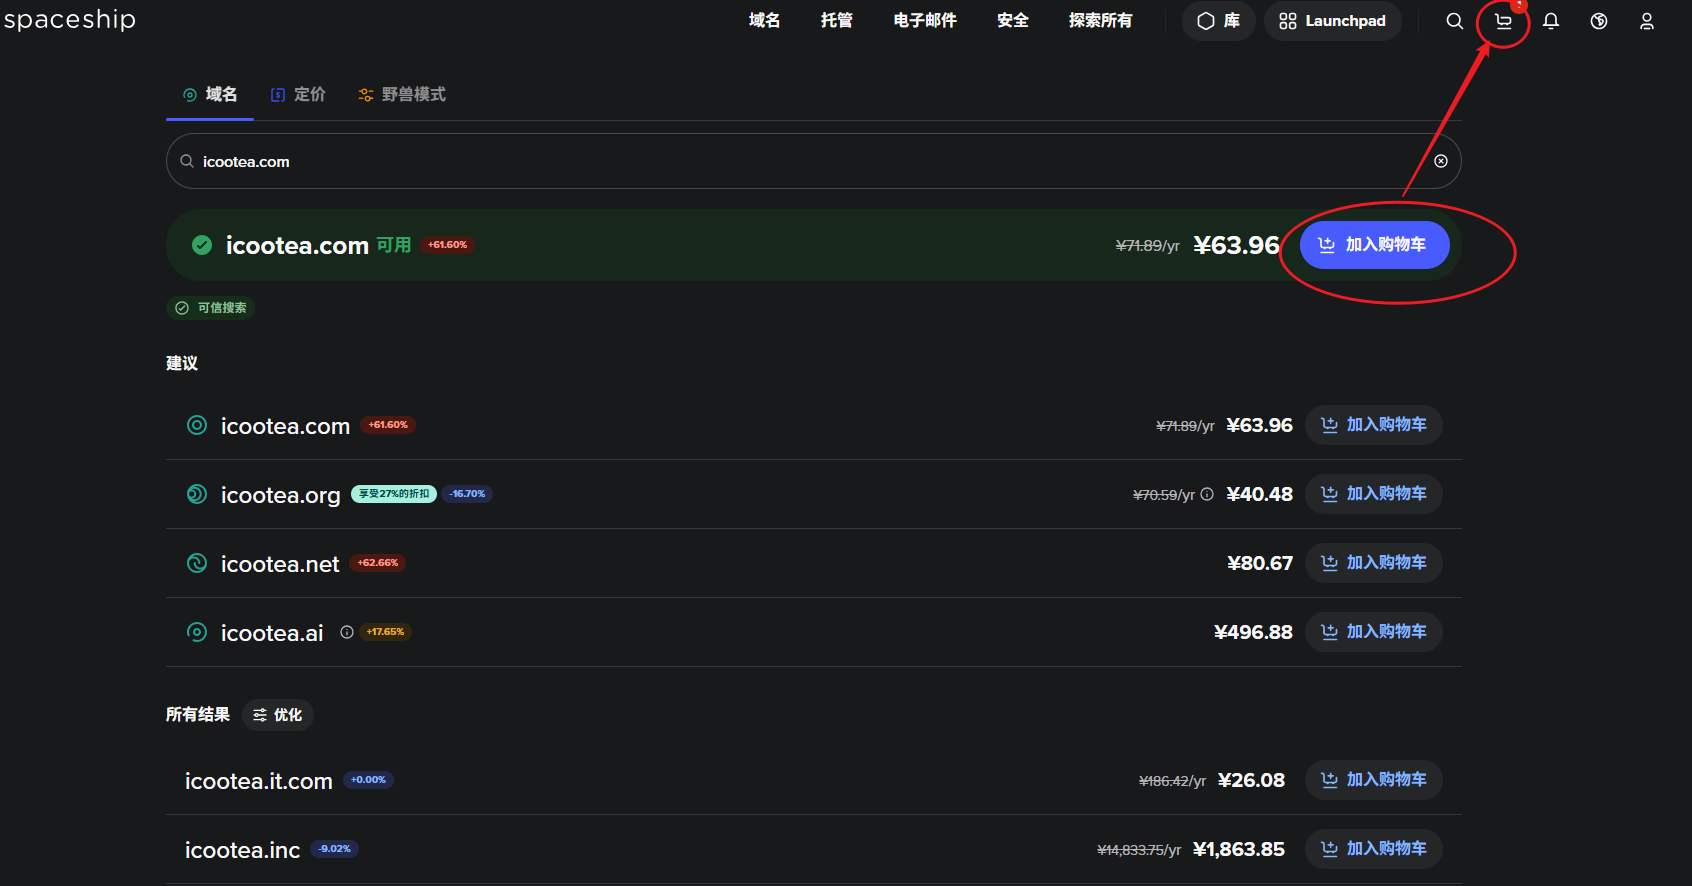 spaceship 域名 托管 电子邮件 安全 探索所有 库 Launchpad 1
域名 定价 野兽模式
icootea.com
icootea.com 可用 +61.60% ¥71.89/yr ¥63.96 加入购物车
可信搜索
建议
icootea.com +61.60% ¥71.89/yr ¥63.96 加入购物车
icootea.org 享受27%的折扣 -16.70% ¥70.59/yr ¥40.48 加入购物车
icootea.net +62.66% ¥80.67 加入购物车
icootea.ai +17.65% ¥496.88 加入购物车
所有结果 优化
icootea.it.com +0.00% ¥186.42/yr ¥26.08 加入购物车
icootea.inc -9.02% ¥14,833.75/yr ¥1,863.85 加入购物车